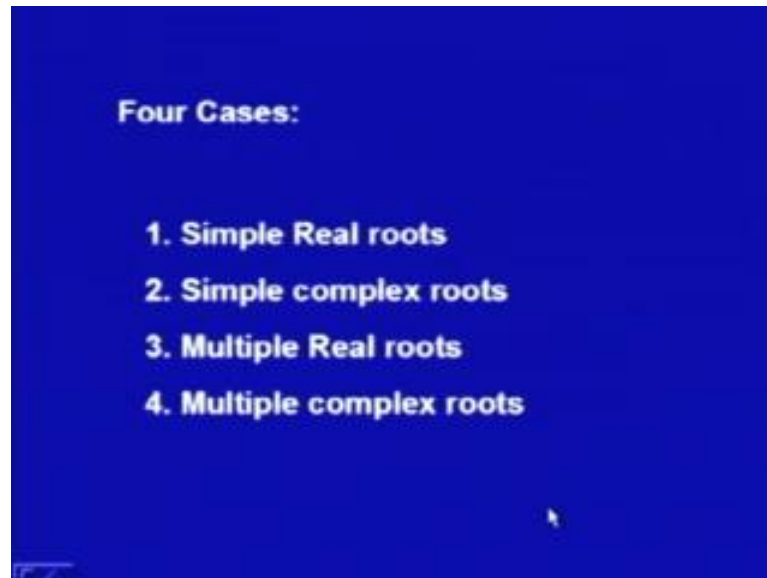 Four Cases:
1. Simple Real roots
2. Simple complex roots
3. Multiple Real roots
4. Multiple complex roots